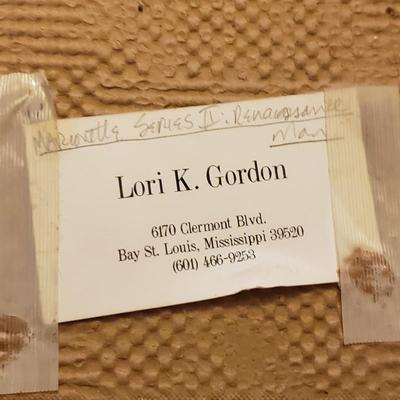 Marionette Series II: Renaissance
Man
Lori K. Gordon
6170 Clermont Blvd.
Bay St. Louis, Mississippi 39520
(601) 466-9253